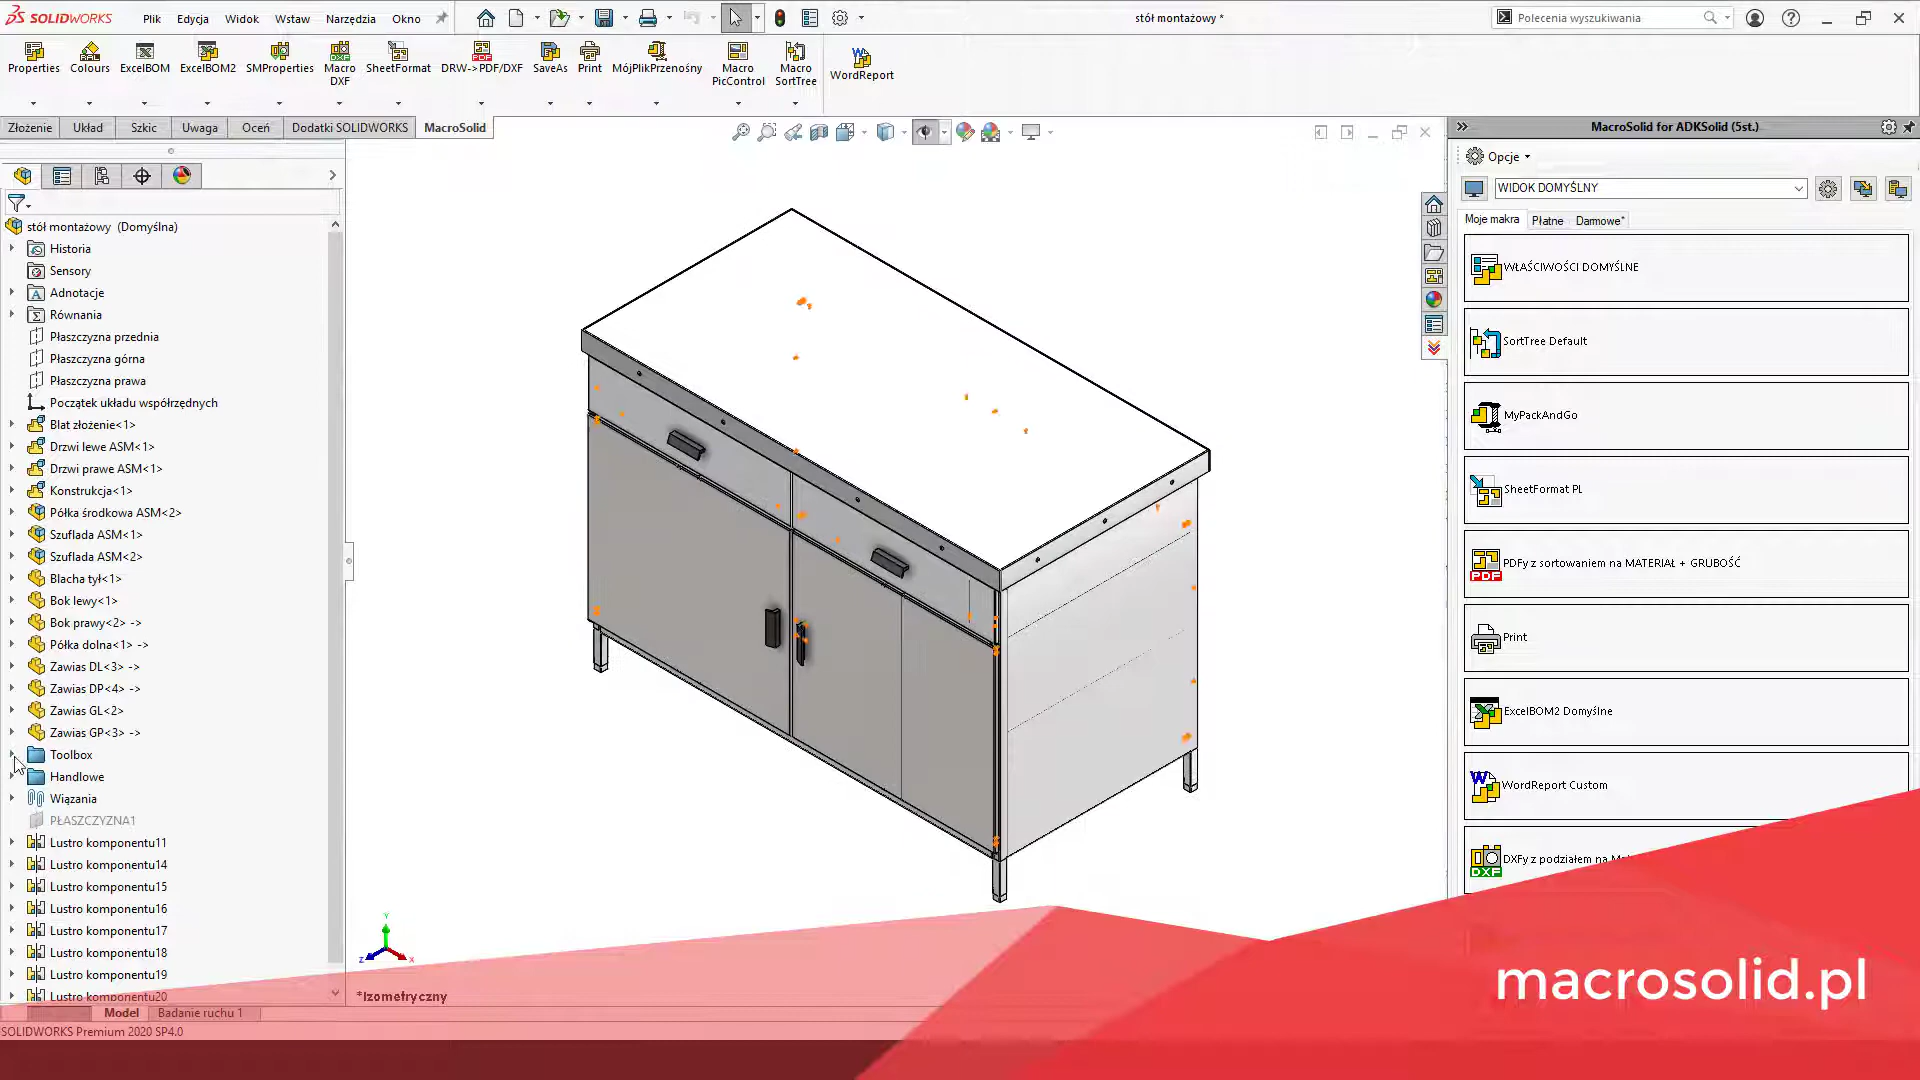 SOLIDWORKS
Plik Edycja Widok Wstaw Narzędzia Okno
stół montażowy *
Polecenia wyszukiwania
Properties Colours ExcelBOM ExcelBOM2 SMProperties Macro DXF SheetFormat DRW->PDF/DXF SaveAs Print MójPlikPrzenośny Macro PicControl Macro SortTree WordReport
Złożenie Układ Szkic Uwaga Oceń Dodatki SOLIDWORKS MacroSolid
MacroSolid for ADKSolid (5st.)
Opcje
WIDOK DOMYŚLNY
Moje makra Płatne Darmowe*
WŁAŚCIWOŚCI DOMYŚLNE
SortTree Default
MyPackAndGo
SheetFormat PL
PDFy z sortowaniem na MATERIAŁ + GRUBOŚĆ
Print
ExcelBOM2 Domyślne
WordReport Custom
DXFy z podziałem na
stół montażowy (Domyślna)
Historia
Sensory
Adnotacje
Równania
Płaszczyzna przednia
Płaszczyzna górna
Płaszczyzna prawa
Początek układu współrzędnych
Blat złożenie<1>
Drzwi lewe ASM<1>
Drzwi prawe ASM<1>
Konstrukcja<1>
Półka środkowa ASM<2>
Szuflada ASM<1>
Szuflada ASM<2>
Blacha tył<1>
Bok lewy<1>
Bok prawy<2> ->
Półka dolna<1> ->
Zawias DL<3> ->
Zawias DP<4> ->
Zawias GL<2>
Zawias GP<3> ->
Toolbox
Handlowe
Wiązania
PŁASZCZYZNA1
Lustro komponentu11
Lustro komponentu14
Lustro komponentu15
Lustro komponentu16
Lustro komponentu17
Lustro komponentu18
Lustro komponentu19
Lustro komponentu20
Y
Z
X
*Izometryczny
Model Badanie ruchu 1
SOLIDWORKS Premium 2020 SP4.0
macrosolid.pl